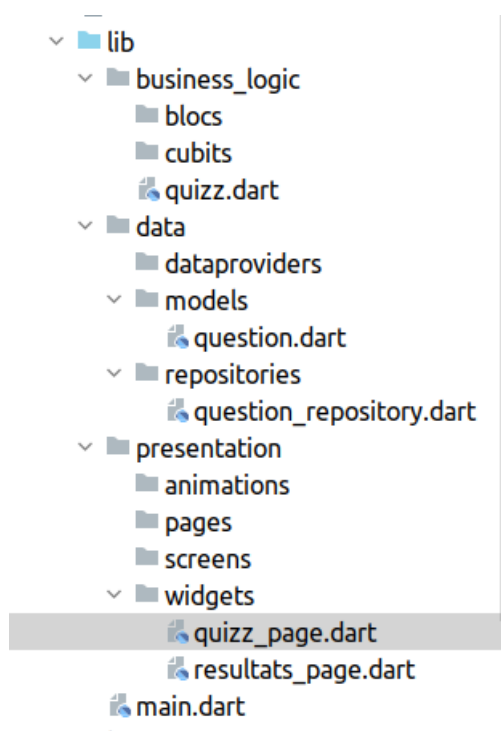 lib
business_logic
blocs
cubits
quizz.dart
data
dataproviders
models
question.dart
repositories
question_repository.dart
presentation
animations
pages
screens
widgets
quizz_page.dart
resultats_page.dart
main.dart